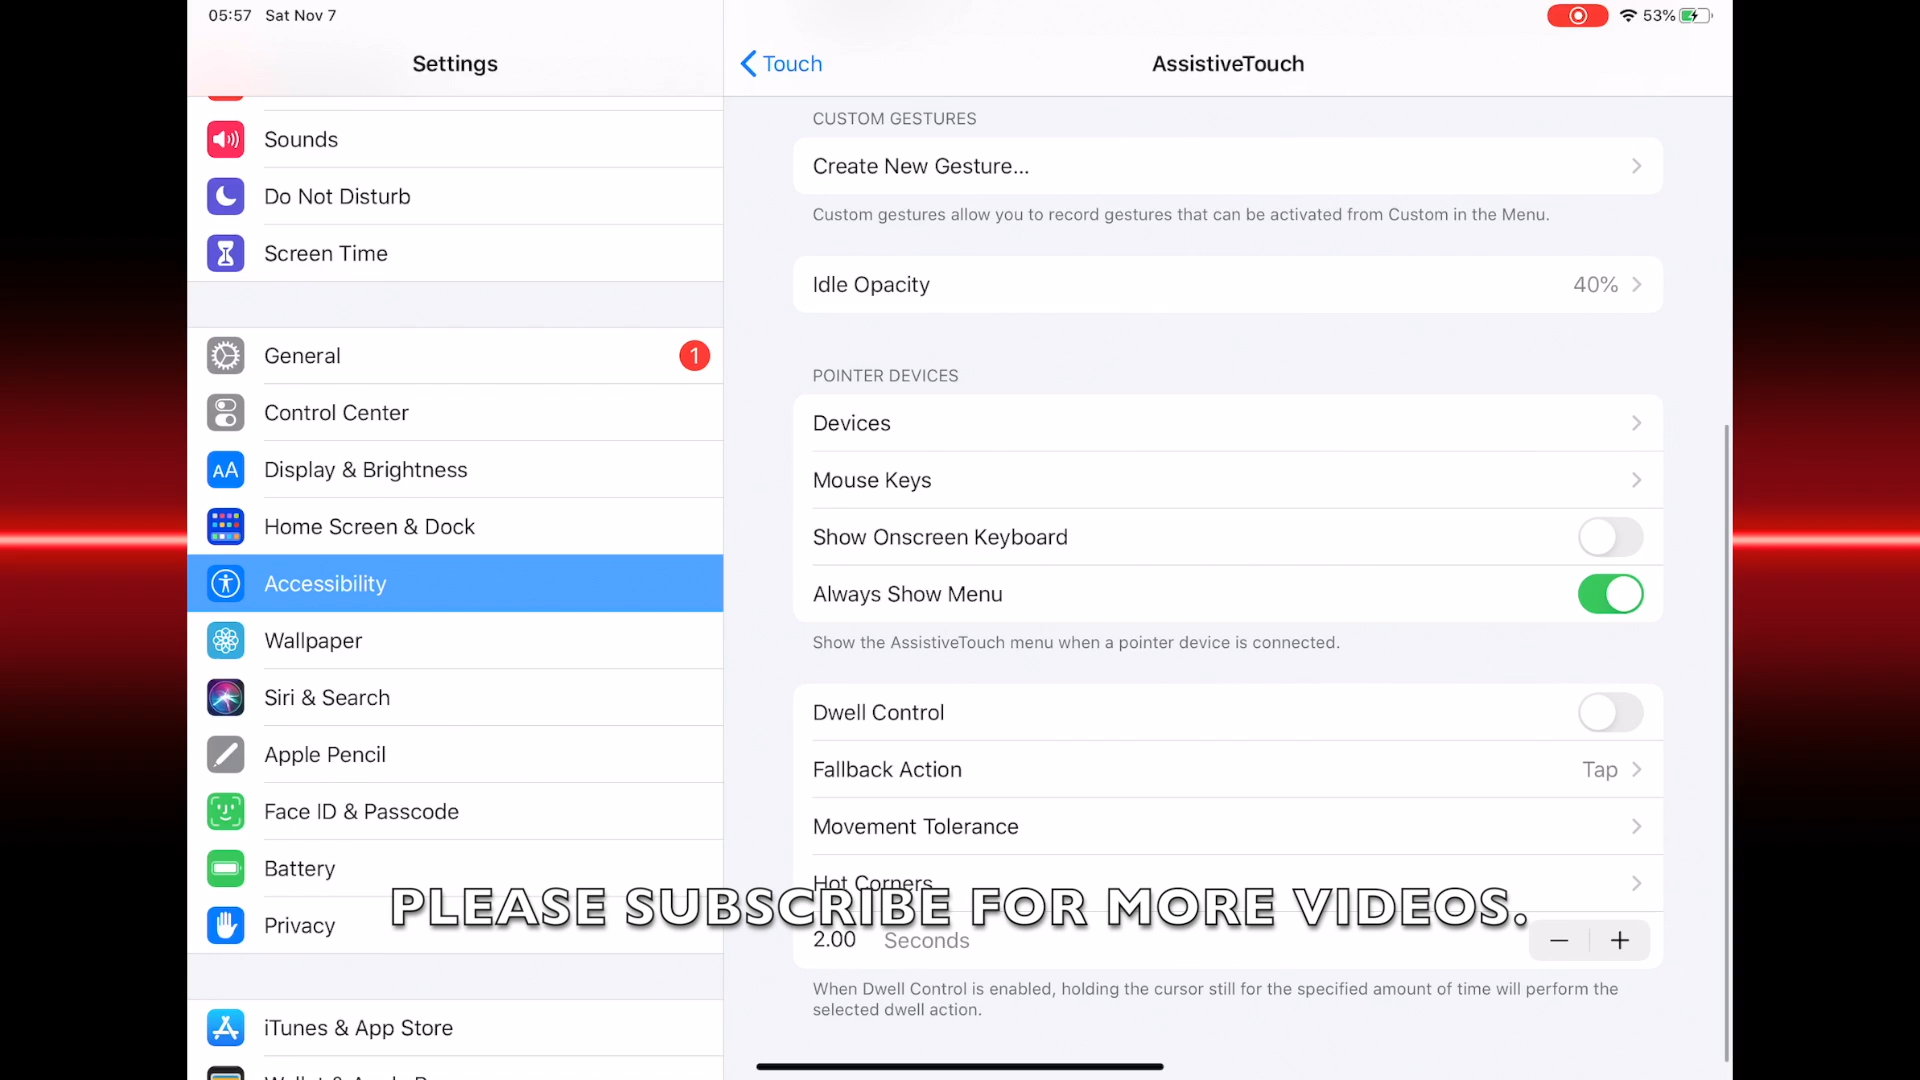 05:57 Sat Nov 7
53%
Settings
Touch
AssistiveTouch
Sounds
Do Not Disturb
Screen Time
General
1
Control Center
AA
Display & Brightness
Home Screen & Dock
Accessibility
Wallpaper
Siri & Search
Apple Pencil
Face ID & Passcode
Battery
Privacy
iTunes & App Store
CUSTOM GESTURES
Create New Gesture...
Custom gestures allow you to record gestures that can be activated from Custom in the Menu.
Idle Opacity 40%
POINTER DEVICES
Devices
Mouse Keys
Show Onscreen Keyboard
Always Show Menu
Show the AssistiveTouch menu when a pointer device is connected.
Dwell Control
Fallback Action Tap
Movement Tolerance
Hot Corners
PLEASE SUBSCRIBE FOR MORE VIDEOS.
2.00 Seconds − +
When Dwell Control is enabled, holding the cursor still for the specified amount of time will perform the
selected dwell action.